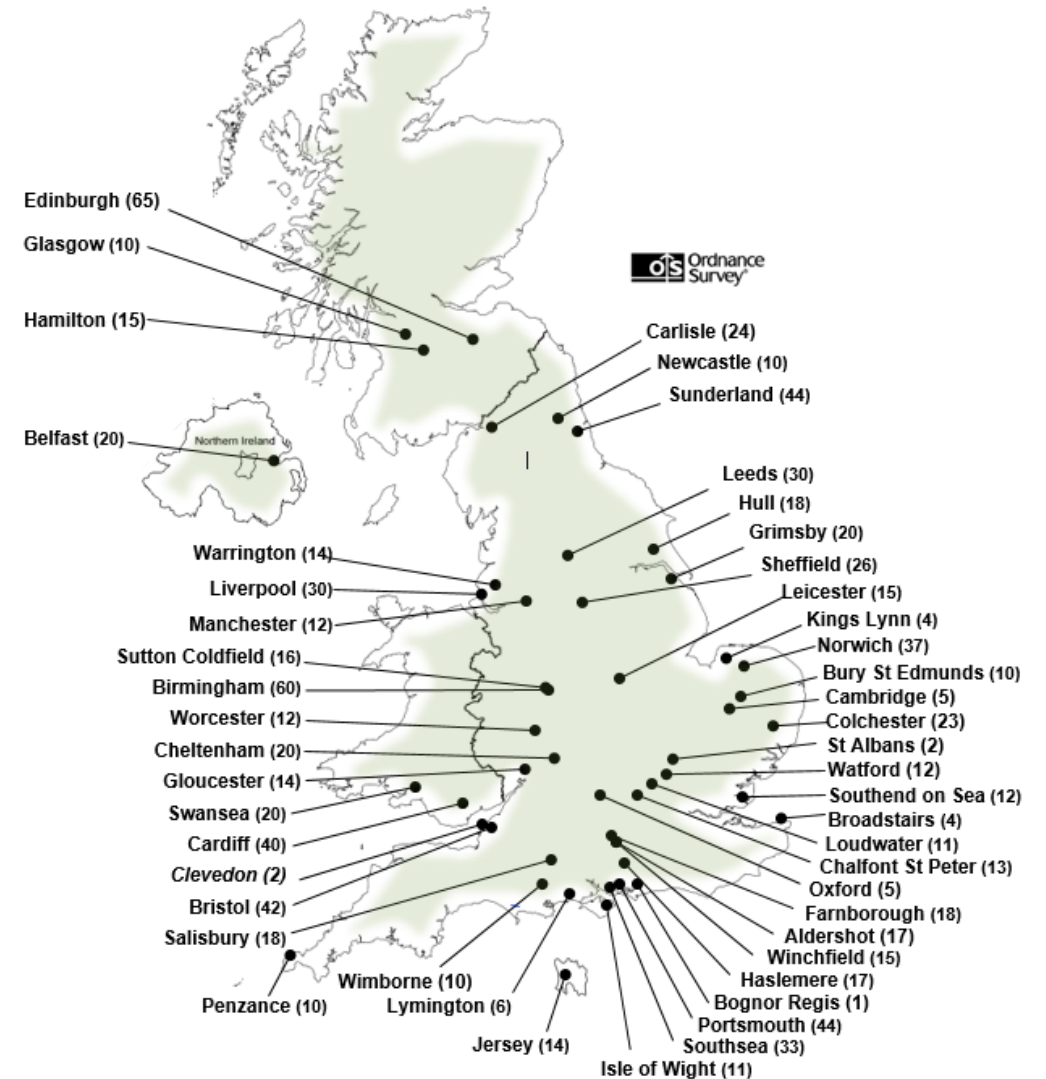 Edinburgh (65)
Glasgow (10)
Hamilton (15)
Belfast (20)
Northern Ireland
OS Ordnance
Survey®
Carlisle (24)
Newcastle (10)
Sunderland (44)
Leeds (30)
Hull (18)
Grimsby (20)
Sheffield (26)
Leicester (15)
Kings Lynn (4)
Norwich (37)
Bury St Edmunds (10)
Cambridge (5)
Colchester (23)
St Albans (2)
Watford (12)
Southend on Sea (12)
Broadstairs (4)
Loudwater (11)
Chalfont St Peter (13)
Oxford (5)
Farnborough (18)
Aldershot (17)
Winchfield (15)
Haslemere (17)
Bognor Regis (1)
Portsmouth (44)
Southsea (33)
Isle of Wight (11)
Warrington (14)
Liverpool (30)
Manchester (12)
Sutton Coldfield (16)
Birmingham (60)
Worcester (12)
Cheltenham (20)
Gloucester (14)
Swansea (20)
Cardiff (40)
Clevedon (2)
Bristol (42)
Salisbury (18)
Penzance (10)
Wimborne (10)
Lymington (6)
Jersey (14)